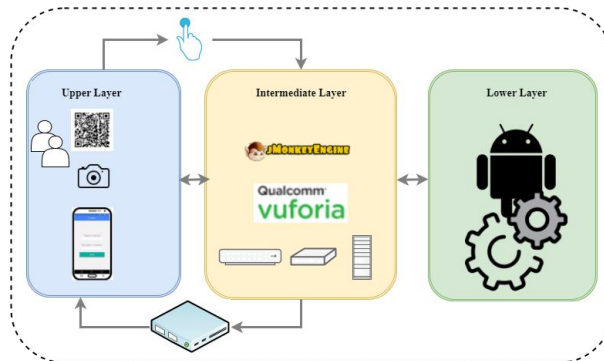 Upper Layer
Intermediate Layer
Lower Layer
JMONKEYENGINE
Qualcomm
vuforia